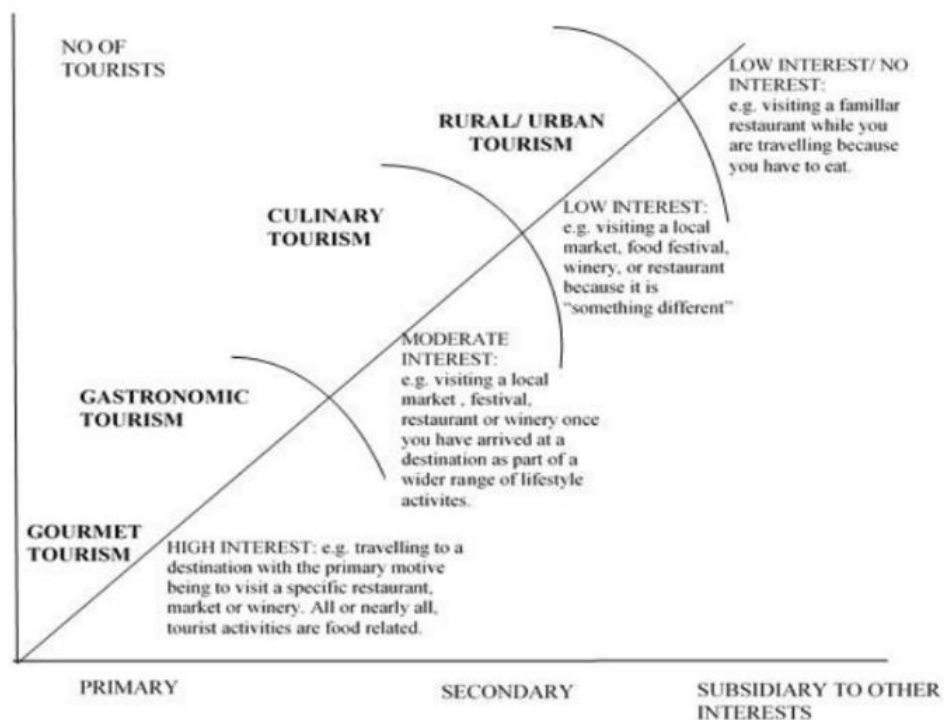 NO OF
TOURISTS
LOW INTEREST/ NO
INTEREST:
e.g. visiting a famillar
restaurant while you
are travelling because
you have to eat.
RURAL/ URBAN
TOURISM
CULINARY
TOURISM
LOW INTEREST:
e.g. visiting a local
market, food festival,
winery, or restaurant
because it is
“something different”
MODERATE
INTEREST:
e.g. visiting a local
market , festival,
restaurant or winery once
you have arrived at a
destination as part of a
wider range of lifestyle
activites.
GASTRONOMIC
TOURISM
GOURMET
TOURISM
HIGH INTEREST: e.g. travelling to a
destination with the primary motive
being to visit a specific restaurant,
market or winery. All or nearly all,
tourist activities are food related.
PRIMARY
SECONDARY
SUBSIDIARY TO OTHER
INTERESTS